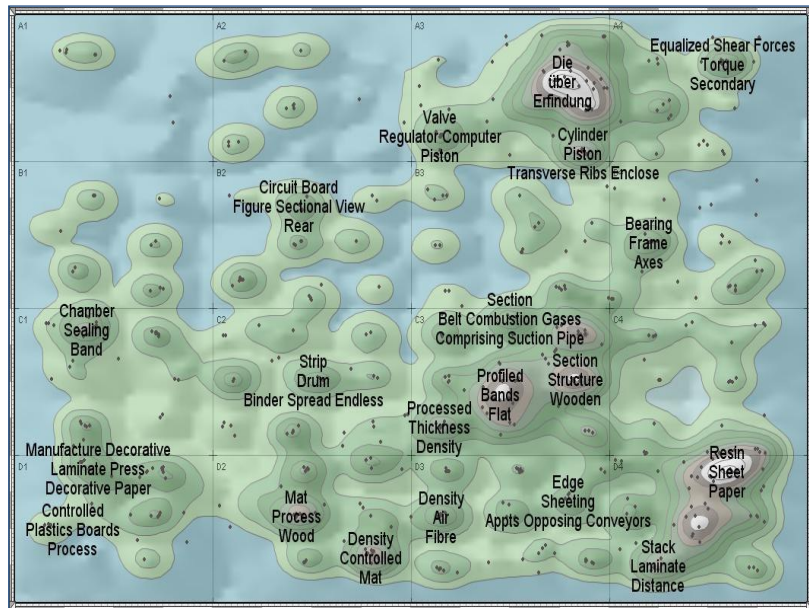 A1
A2
A3
A4
Equalized Shear Forces
Torque
Secondary
Die
über
Erfindung
Valve
Regulator Computer
Piston
Cylinder
Piston
Transverse Ribs Enclose
B1
B2
B3
Circuit Board
Figure Sectional View
Rear
Bearing
Frame
Axes
Chamber
Sealing
Band
C1
C2
C3
C4
Section
Belt Combustion Gases
Comprising Suction Pipe
Strip
Drum
Binder Spread Endless
Profiled
Bands
Flat
Section
Structure
Wooden
Processed
Thickness
Density
D1
D2
D3
D4
Manufacture Decorative
Laminate Press
Decorative Paper
Resin
Sheet
Paper
Controlled
Plastics Boards
Process
Mat
Process
Wood
Density
Air
Fibre
Edge
Sheeting
Appts Opposing Conveyors
Density
Controlled
Mat
Stack
Laminate
Distance